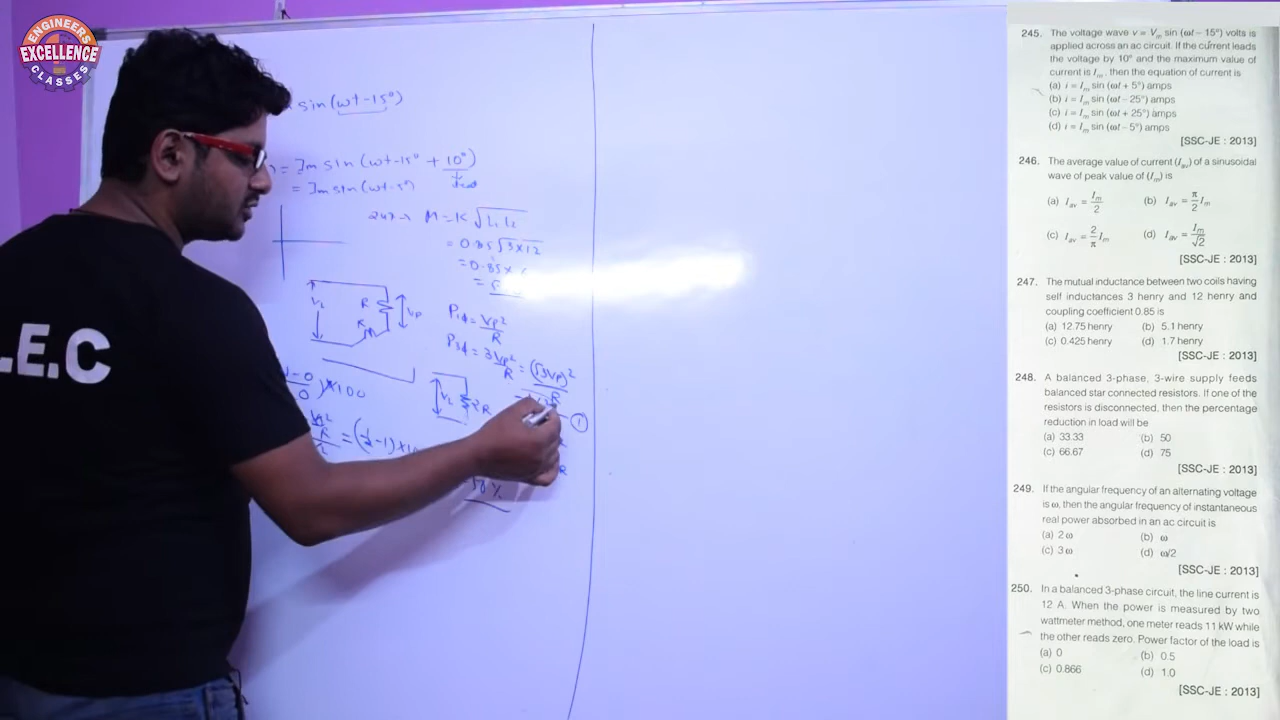 ENGINEERS
EXCELLENCE
CLASSES
.E.C
sin(ωt-15°)
= Im sin(ωt-15° + 10°)
= Im sin(ωt-5°)
247→ M = K√L₁L₂
= 0.85√3×12
= 0.85×
V_L R V_P
P₁φ = Vp²/R
P₃φ = 3Vp²/R = (√3Vp)²/R
V_L 2R
×100
①
50%
245. The voltage wave v = Vm sin (ωt – 15°) volts is
applied across an ac circuit. If the current leads
the voltage by 10° and the maximum value of
current is Im, then the equation of current is
(a) i = Im sin (ωt + 5°) amps
(b) i = Im sin (ωt – 25°) amps
(c) i = Im sin (ωt + 25°) amps
(d) i = Im sin (ωt – 5°) amps
[SSC-JE : 2013]
246. The average value of current (Iav) of a sinusoidal
wave of peak value of (Im) is
(a) Iav = Im/2 (b) Iav = π/2 Im
(c) Iav = 2/π Im (d) Iav = Im/√2
[SSC-JE : 2013]
247. The mutual inductance between two coils having
self inductances 3 henry and 12 henry and
coupling coefficient 0.85 is
(a) 12.75 henry (b) 5.1 henry
(c) 0.425 henry (d) 1.7 henry
[SSC-JE : 2013]
248. A balanced 3-phase, 3-wire supply feeds
balanced star connected resistors. If one of the
resistors is disconnected, then the percentage
reduction in load will be
(a) 33.33 (b) 50
(c) 66.67 (d) 75
[SSC-JE : 2013]
249. If the angular frequency of an alternating voltage
is ω, then the angular frequency of instantaneous
real power absorbed in an ac circuit is
(a) 2ω (b) ω
(c) 3ω (d) ω/2
[SSC-JE : 2013]
250. In a balanced 3-phase circuit, the line current is
12 A. When the power is measured by two
wattmeter method, one meter reads 11 kW while
the other reads zero. Power factor of the load is
(a) 0 (b) 0.5
(c) 0.866 (d) 1.0
[SSC-JE : 2013]